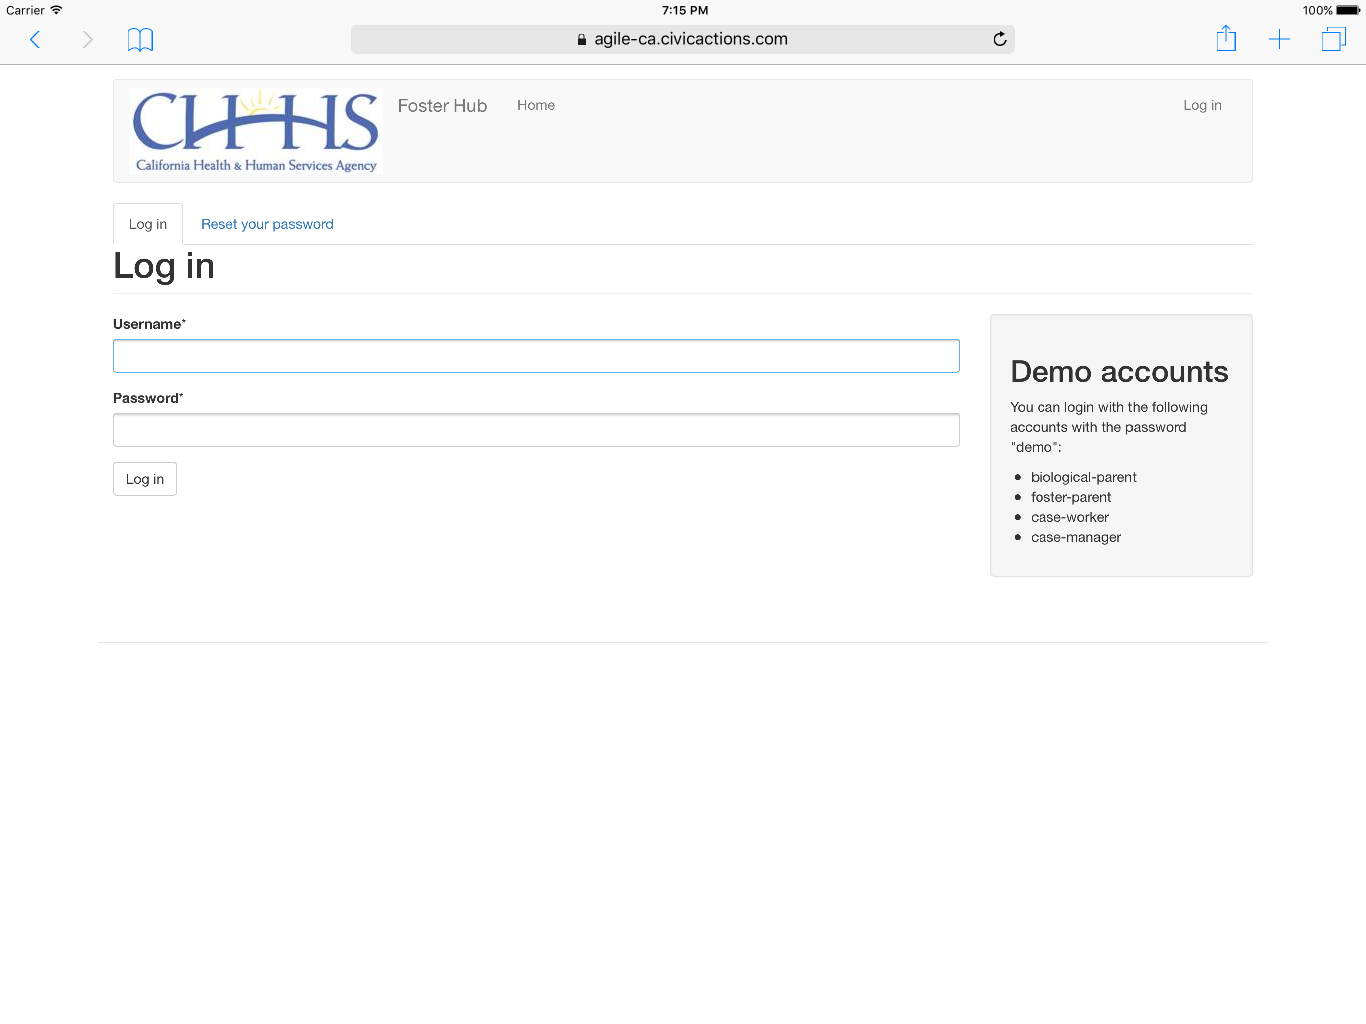 Carrier
7:15 PM
100%
agile-ca.civicactions.com
CHHS
California Health & Human Services Agency
Foster Hub
Home
Log in
Log in
Reset your password
Log in
Username*
Password*
Log in
Demo accounts
You can login with the following
accounts with the password
"demo":
biological-parent
foster-parent
case-worker
case-manager